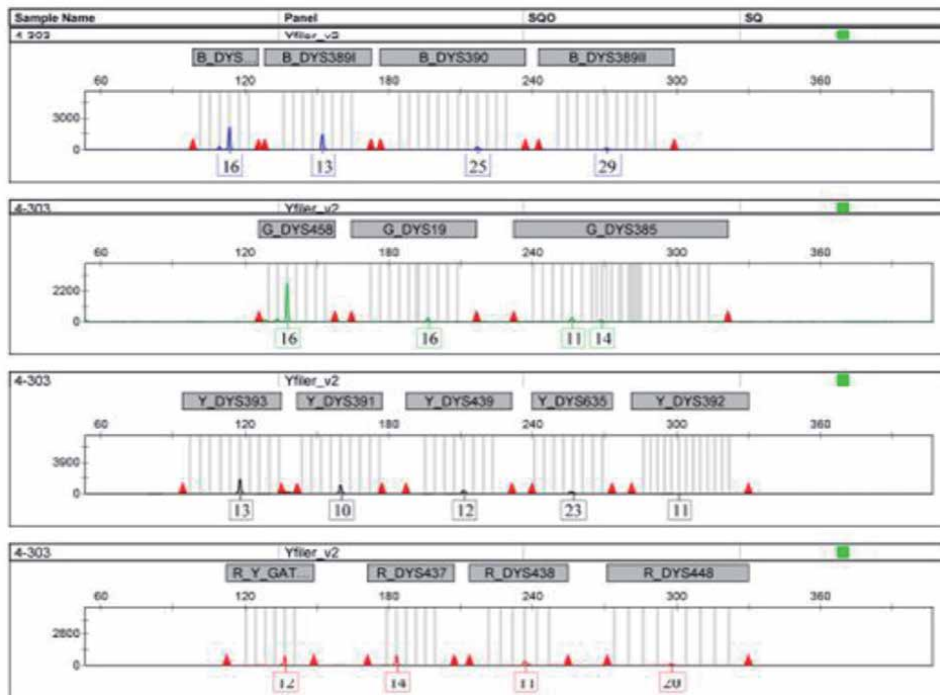 Sample Name Panel SQO SQ
4-303 Yfiler_v2
B_DYS... B_DYS389I B_DYS390 B_DYS389II
60 120 180 240 300 360
3000
0
16 13 25 29
4-303 Yfiler_v2
G_DYS458 G_DYS19 G_DYS385
60 120 180 240 300 360
2200
0
16 16 11 14
4-303 Yfiler_v2
Y_DYS393 Y_DYS391 Y_DYS439 Y_DYS635 Y_DYS392
60 120 180 240 300 360
3900
0
13 10 12 23 11
4-303 Yfiler_v2
R_Y_GAT... R_DYS437 R_DYS438 R_DYS448
60 120 180 240 300 360
2800
0
12 14 11 20